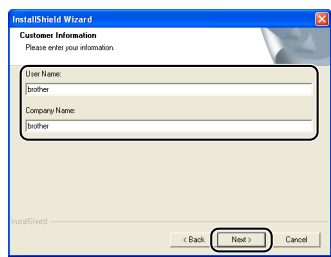 InstallShield Wizard
Customer Information
Please enter your information.
User Name:
brother
Company Name:
brother
InstallShield
< Back
Next >
Cancel